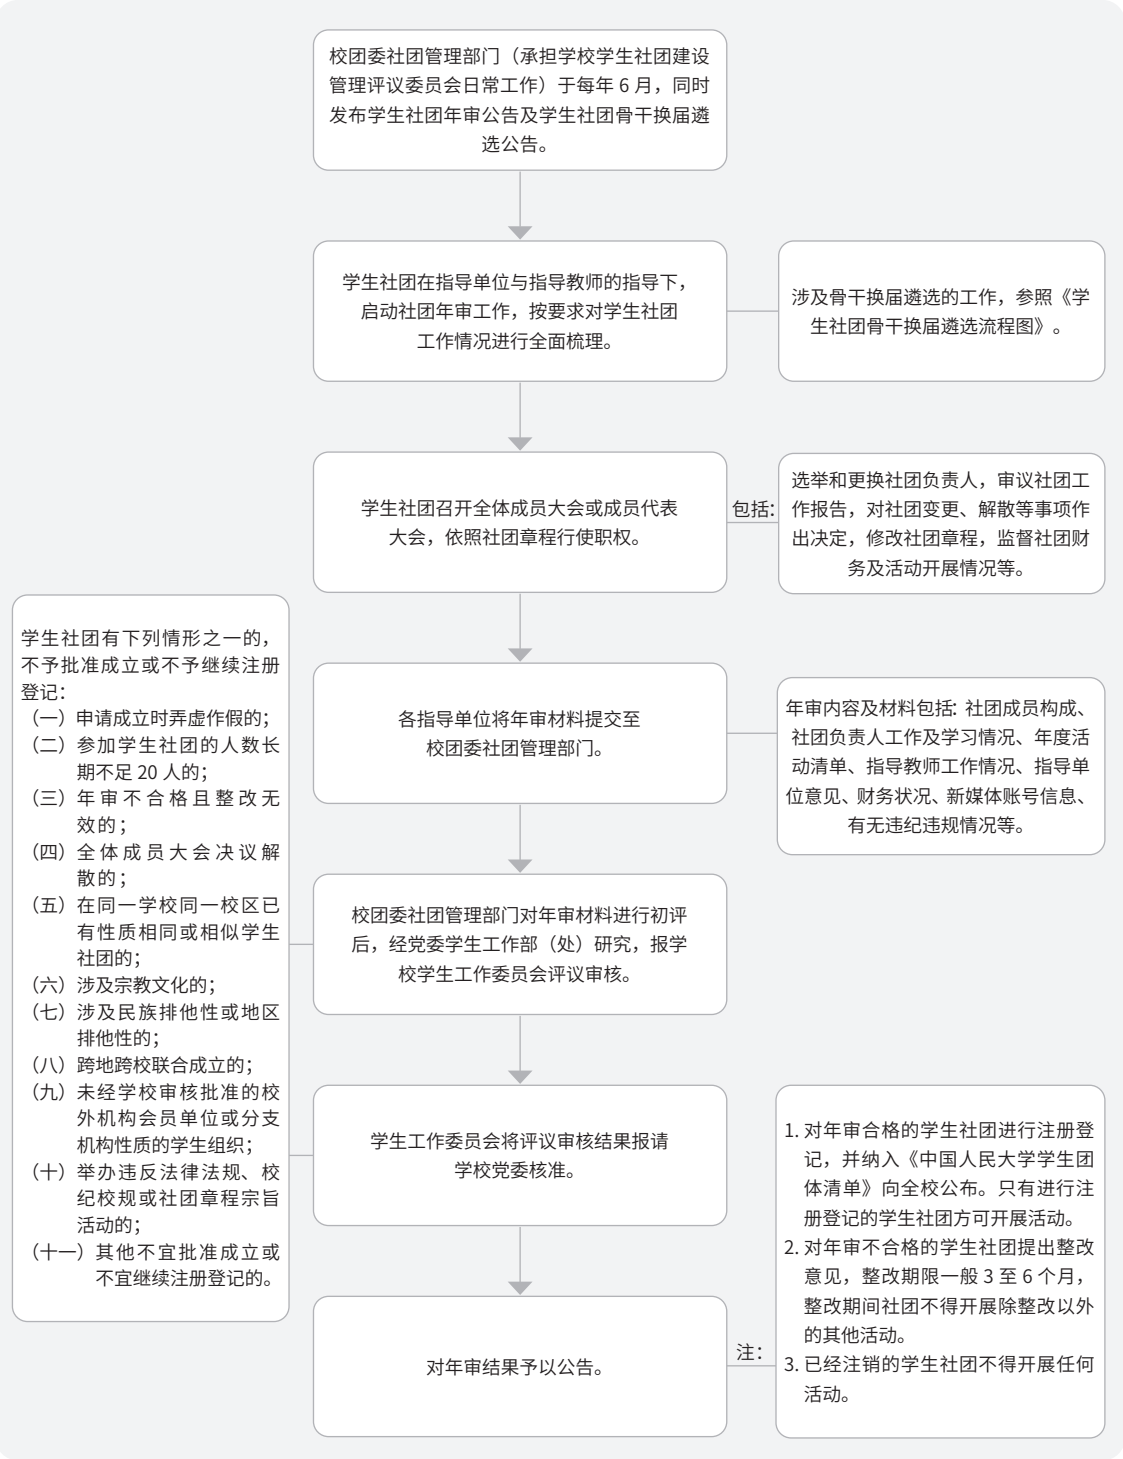 校团委社团管理部门（承担学校学生社团建设
管理评议委员会日常工作）于每年 6 月，同时
发布学生社团年审公告及学生社团骨干换届遴
选公告。
学生社团在指导单位与指导教师的指导下，
启动社团年审工作，按要求对学生社团
工作情况进行全面梳理。
涉及骨干换届遴选的工作，参照《学
生社团骨干换届遴选流程图》。
学生社团召开全体成员大会或成员代表
大会，依照社团章程行使职权。
包括：
选举和更换社团负责人，审议社团工
作报告，对社团变更、解散等事项作
出决定，修改社团章程，监督社团财
务及活动开展情况等。
各指导单位将年审材料提交至
校团委社团管理部门。
年审内容及材料包括：社团成员构成、
社团负责人工作及学习情况、年度活
动清单、指导教师工作情况、指导单
位意见、财务状况、新媒体账号信息、
有无违纪违规情况等。
学生社团有下列情形之一的，
不予批准成立或不予继续注册
登记：
（一）申请成立时弄虚作假的；
（二）参加学生社团的人数长
期不足 20 人的；
（三）年审不合格且整改无
效的；
（四）全体成员大会决议解
散的；
（五）在同一学校同一校区已
有性质相同或相似学生
社团的；
（六）涉及宗教文化的；
（七）涉及民族排他性或地区
排他性的；
（八）跨地跨校联合成立的；
（九）未经学校审核批准的校
外机构会员单位或分支
机构性质的学生组织；
（十）举办违反法律法规、校
纪校规或社团章程宗旨
活动的；
（十一）其他不宜批准成立或
不宜继续注册登记的。
校团委社团管理部门对年审材料进行初评
后，经党委学生工作部（处）研究，报学
校学生工作委员会评议审核。
学生工作委员会将评议审核结果报请
学校党委核准。
对年审结果予以公告。
注：
1. 对年审合格的学生社团进行注册登
记，并纳入《中国人民大学学生团
体清单》向全校公布。只有进行注
册登记的学生社团方可开展活动。
2. 对年审不合格的学生社团提出整改
意见，整改期限一般 3 至 6 个月，
整改期间社团不得开展除整改以外
的其他活动。
3. 已经注销的学生社团不得开展任何
活动。